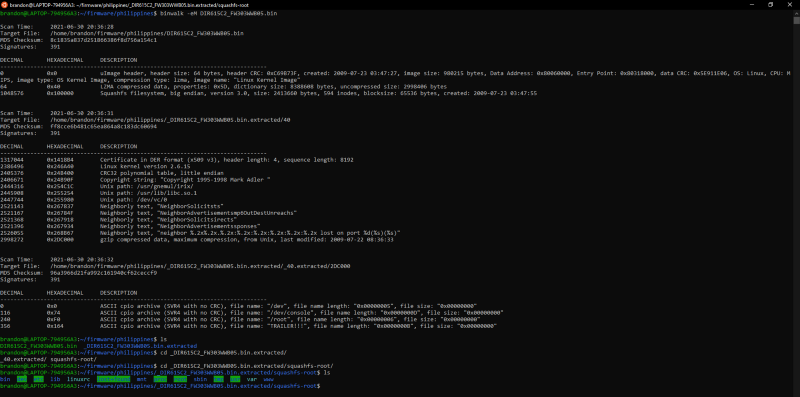 brandon@LAPTOP-794956A3:~/firmware/philippines/_DIR615C2_FW303WWB05.bin.extracted/squashfs-root
brandon@LAPTOP-794956A3:~/firmware/philippines$ binwalk -eM DIR615C2_FW303WWB05.bin
Scan Time: 2021-06-30 20:36:28
Target File: /home/brandon/firmware/philippines/DIR615C2_FW303WWB05.bin
MD5 Checksum: 8c1835a837d251866386f8d756a154c1
Signatures: 391
DECIMAL HEXADECIMAL DESCRIPTION
--------------------------------------------------------------------------------
0 0x0 uImage header, header size: 64 bytes, header CRC: 0xC69B73F, created: 2009-07-23 03:47:27, image size: 980215 bytes, Data Address: 0x80060000, Entry Point: 0x80318000, data CRC: 0x5E911E06, OS: Linux, CPU: M
IPS, image type: OS Kernel Image, compression type: lzma, image name: "Linux Kernel Image"
64 0x40 LZMA compressed data, properties: 0x5D, dictionary size: 8388608 bytes, uncompressed size: 2998406 bytes
1048576 0x100000 Squashfs filesystem, big endian, version 3.0, size: 2413660 bytes, 594 inodes, blocksize: 65536 bytes, created: 2009-07-23 03:47:55
Scan Time: 2021-06-30 20:36:31
Target File: /home/brandon/firmware/philippines/_DIR615C2_FW303WWB05.bin.extracted/40
MD5 Checksum: ff8cce6b481c65ea864a8c183dc60694
Signatures: 391
DECIMAL HEXADECIMAL DESCRIPTION
--------------------------------------------------------------------------------
1317044 0x1418B4 Certificate in DER format (x509 v3), header length: 4, sequence length: 8192
2386496 0x246A40 Linux kernel version 2.6.15
2405376 0x24B400 CRC32 polynomial table, little endian
2406671 0x24B90F Copyright string: "Copyright 1995-1998 Mark Adler "
2444316 0x254C1C Unix path: /usr/gnemul/irix/
2445908 0x255254 Unix path: /usr/lib/libc.so.1
2447744 0x255980 Unix path: /dev/vc/0
2521143 0x267837 Neighborly text, "NeighborSolicitsts"
2521167 0x26784F Neighborly text, "NeighborAdvertisementsmp6OutDestUnreachs"
2521368 0x267918 Neighborly text, "NeighborSolicitsirects"
2521396 0x267934 Neighborly text, "NeighborAdvertisementssponses"
2526055 0x268B67 Neighborly text, "neighbor %.2x%.2x.%.2x:%.2x:%.2x:%.2x:%.2x:%.2x lost on port %d(%s)(%s)"
2998272 0x2DC000 gzip compressed data, maximum compression, from Unix, last modified: 2009-07-22 08:36:33
Scan Time: 2021-06-30 20:36:32
Target File: /home/brandon/firmware/philippines/_DIR615C2_FW303WWB05.bin.extracted/_40.extracted/2DC000
MD5 Checksum: 96a3966d21fa992c161940cf62ceccf9
Signatures: 391
DECIMAL HEXADECIMAL DESCRIPTION
--------------------------------------------------------------------------------
0 0x0 ASCII cpio archive (SVR4 with no CRC), file name: "/dev", file name length: "0x00000005", file size: "0x00000000"
116 0x74 ASCII cpio archive (SVR4 with no CRC), file name: "/dev/console", file name length: "0x0000000D", file size: "0x00000000"
240 0xF0 ASCII cpio archive (SVR4 with no CRC), file name: "/root", file name length: "0x00000006", file size: "0x00000000"
356 0x164 ASCII cpio archive (SVR4 with no CRC), file name: "TRAILER!!!", file name length: "0x0000000B", file size: "0x00000000"
brandon@LAPTOP-794956A3:~/firmware/philippines$ ls
DIR615C2_FW303WWB05.bin _DIR615C2_FW303WWB05.bin.extracted
brandon@LAPTOP-794956A3:~/firmware/philippines$ cd _DIR615C2_FW303WWB05.bin.extracted/
_40.extracted/ squashfs-root/
brandon@LAPTOP-794956A3:~/firmware/philippines$ cd _DIR615C2_FW303WWB05.bin.extracted/squashfs-root/
brandon@LAPTOP-794956A3:~/firmware/philippines/_DIR615C2_FW303WWB05.bin.extracted/squashfs-root$ ls
bin lib linuxrc mnt sbin var www
brandon@LAPTOP-794956A3:~/firmware/philippines/_DIR615C2_FW303WWB05.bin.extracted/squashfs-root$